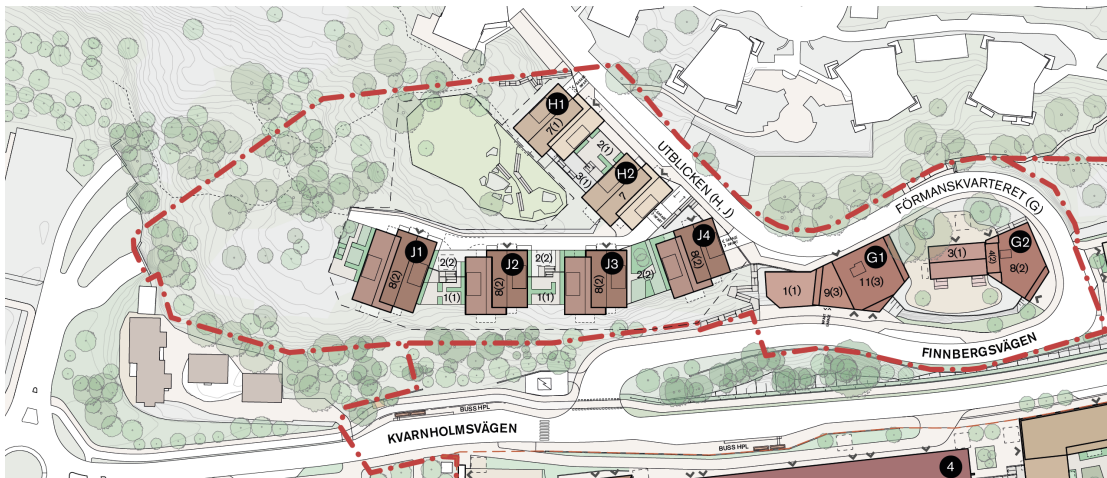 H1
7(1)
2(1)
3(1)
H2
7
UTBLICKEN (H, J)
FÖRMANSKVARTERET (G)
J1
8(2)
2(2)
1(1)
J2
8(2)
2(2)
1(1)
J3
8(2)
2(2)
J4
8(2)
G1
1(1)
9(3)
11(3)
3(1)
G2
8(2)
FINNBERGSVÄGEN
BUSS HPL
KVARNHOLMSVÄGEN
BUSS HPL
4